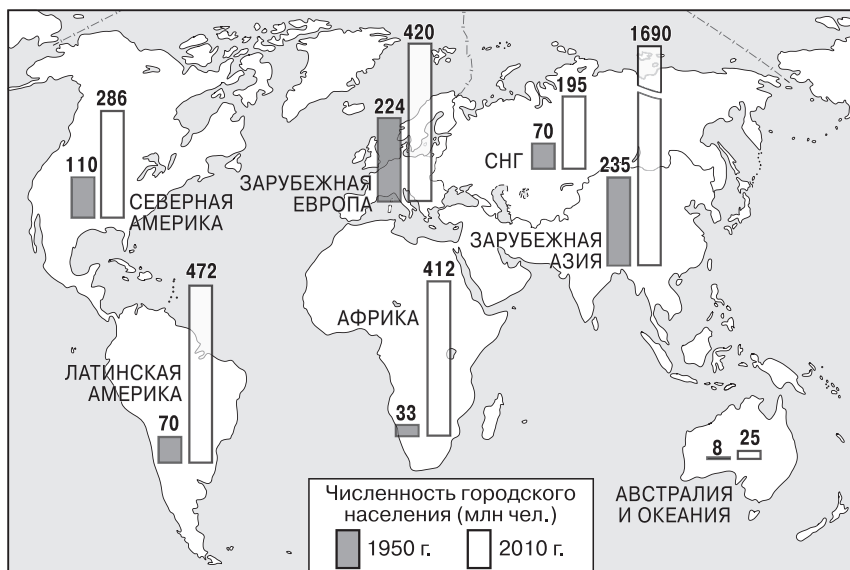 420
1690
286
224
195
110
70
СНГ
235
СЕВЕРНАЯ
АМЕРИКА
ЗАРУБЕЖНАЯ
ЕВРОПА
ЗАРУБЕЖНАЯ
АЗИЯ
472
412
АФРИКА
ЛАТИНСКАЯ
АМЕРИКА
70
33
8
25
АВСТРАЛИЯ
И ОКЕАНИЯ
Численность городского
населения (млн чел.)
1950 г.
2010 г.